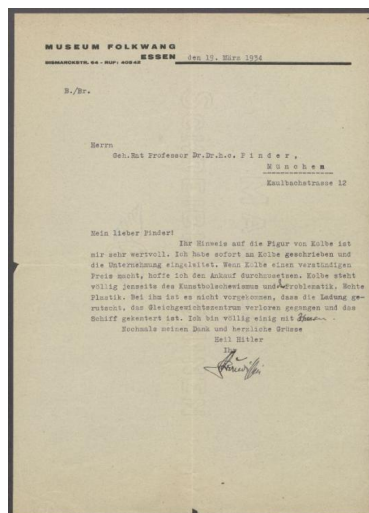 MUSEUM FOLKWANG
ESSEN
BISMARCKSTR. 64 · RUF: 40842
den 19. März 1934
B./Br.
Herrn
Geh.Rat Professor Dr.Dr.h.c. P i n d e r ,
M ü n c h e n
Kaulbachstrasse 12
Mein lieber Pinder!
Ihr Hinweis auf die Figur von Kolbe ist
mir sehr wertvoll. Ich habe sofort an Kolbe geschrieben und
die Unternehmung eingeleitet. Wenn Kolbe einen verständigen
Preis macht, hoffe ich den Ankauf durchzusetzen. Kolbe steht
völlig jenseits des Kunstbolschewismus und Problematik. Echte
Plastik. Bei ihm ist es nicht vorgekommen, dass die Ladung ge-
rutscht, das Gleichgewichtszentrum verloren gegangen und das
Schiff gekentert ist. Ich bin völlig einig mit Ihnen.
Nochmals meinen Dank und herzliche Grüsse
Heil Hitler
Ihr